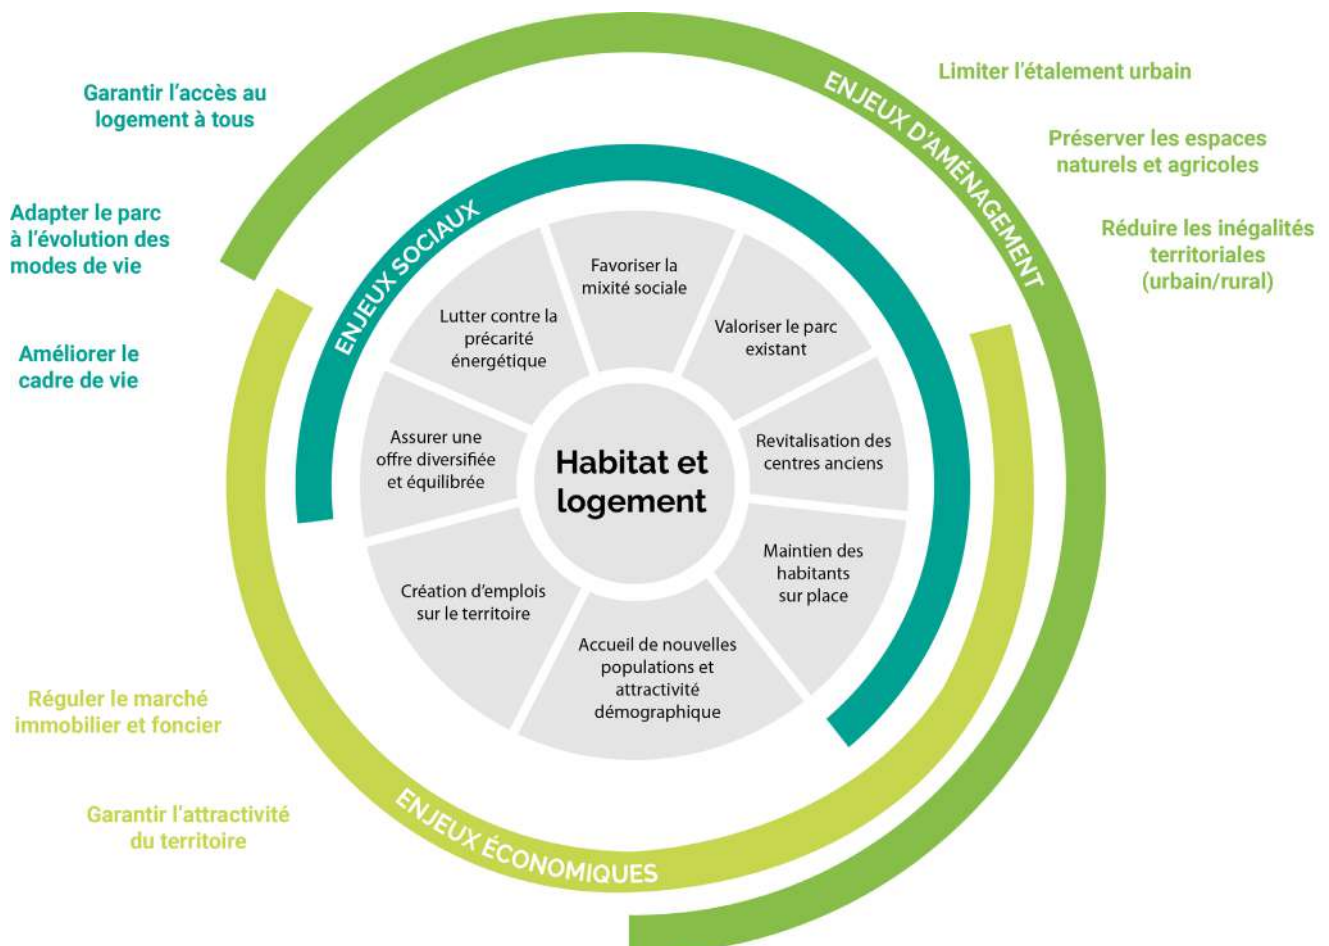 Garantir l’accès au
logement à tous
Adapter le parc
à l’évolution des
modes de vie
Améliorer le
cadre de vie
Réguler le marché
immobilier et foncier
Garantir l’attractivité
du territoire
Limiter l’étalement urbain
Préserver les espaces
naturels et agricoles
Réduire les inégalités
territoriales
(urbain/rural)
ENJEUX D’AMÉNAGEMENT
ENJEUX SOCIAUX
ENJEUX ÉCONOMIQUES
Favoriser la
mixité sociale
Valoriser le parc
existant
Revitalisation des
centres anciens
Maintien des
habitants
sur place
Accueil de nouvelles
populations et
attractivité
démographique
Création d’emplois
sur le territoire
Assurer une
offre diversifiée
et équilibrée
Lutter contre la
précarité
énergétique
Habitat et
logement